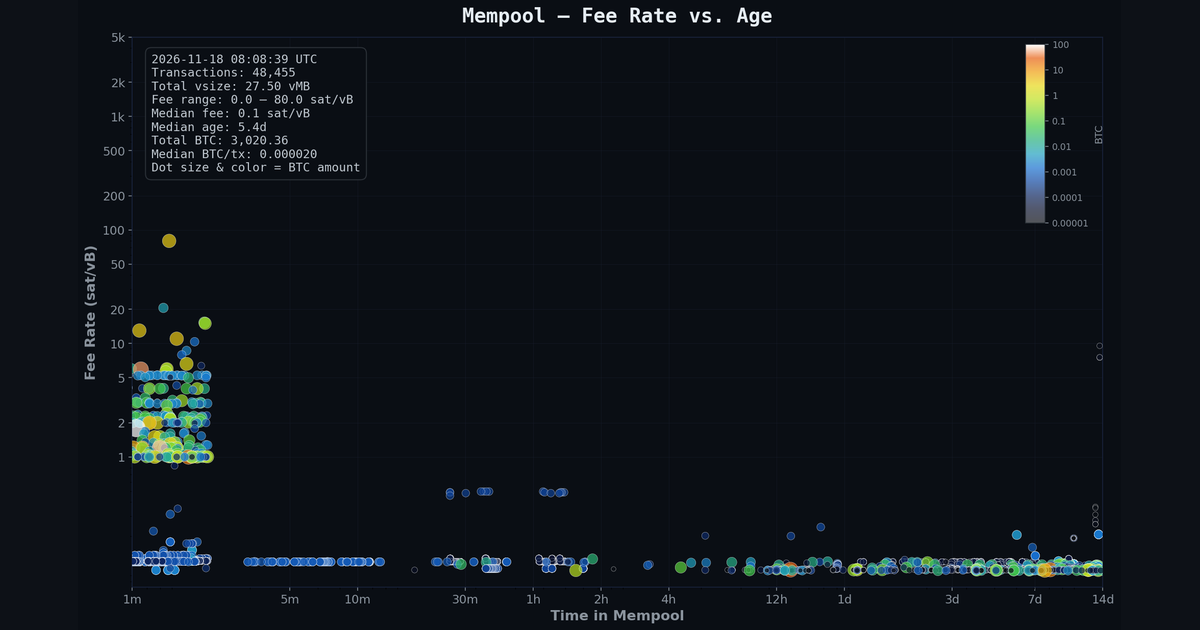 Mempool — Fee Rate vs. Age
2026-11-18 08:08:39 UTC
Transactions: 48,455
Total vsize: 27.50 vMB
Fee range: 0.0 — 80.0 sat/vB
Median fee: 0.1 sat/vB
Median age: 5.4d
Total BTC: 3,020.36
Median BTC/tx: 0.000020
Dot size & color = BTC amount
Fee Rate (sat/vB)
5k
2k
1k
500
200
100
50
20
10
5
2
1
100
10
1
0.1
0.01
0.001
0.0001
0.00001
BTC
1m
5m
10m
30m
1h
2h
4h
12h
1d
3d
7d
14d
Time in Mempool